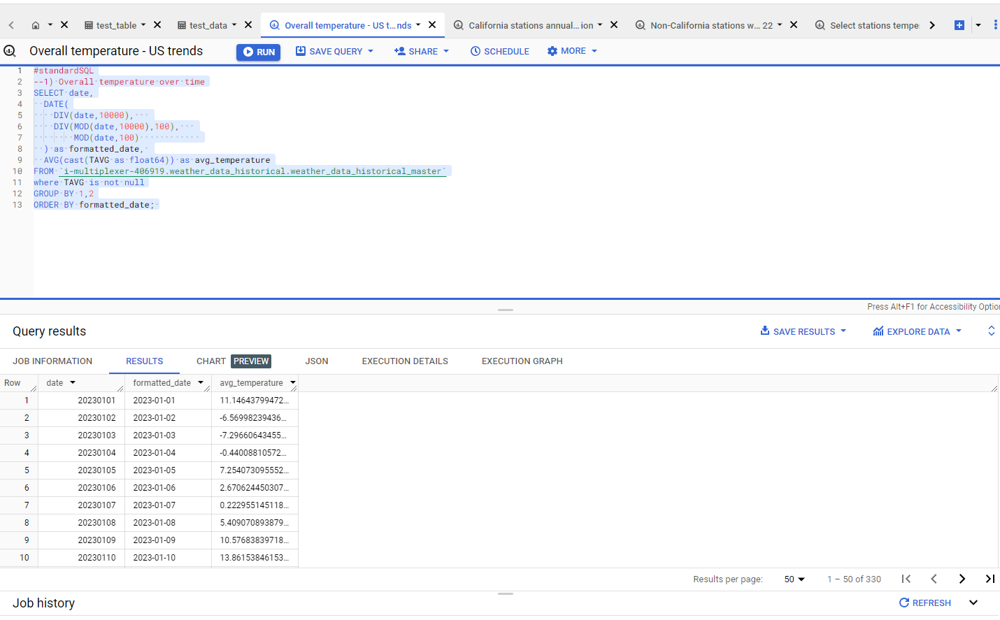 test_table
test_data
Overall temperature - US t...nds
California stations annual...ion
Non-California stations w... 22
Select stations tempe
Overall temperature - US trends
RUN
SAVE QUERY
SHARE
SCHEDULE
MORE
1 #standardSQL
2 --1) Overall temperature over time
3 SELECT date,
4 DATE(
5 DIV(date,10000),
6 DIV(MOD(date,10000),100),
7 MOD(date,100)
8 ) as formatted_date,
9 AVG(cast(TAVG as float64)) as avg_temperature
10 FROM `i-multiplexer-406919.weather_data_historical.weather_data_historical_master`
11 where TAVG is not null
12 GROUP BY 1,2
13 ORDER BY formatted_date;
Press Alt+F1 for Accessibility Option
Query results
SAVE RESULTS
EXPLORE DATA
JOB INFORMATION
RESULTS
CHART PREVIEW
JSON
EXECUTION DETAILS
EXECUTION GRAPH
Row date formatted_date avg_temperature
1 20230101 2023-01-01 11.14643799472...
2 20230102 2023-01-02 -6.56998239436...
3 20230103 2023-01-03 -7.29660643455...
4 20230104 2023-01-04 -0.44008810572...
5 20230105 2023-01-05 7.254073095552...
6 20230106 2023-01-06 2.670624450307...
7 20230107 2023-01-07 0.222955145118...
8 20230108 2023-01-08 5.409070893879...
9 20230109 2023-01-09 10.57683839718...
10 20230110 2023-01-10 13.86153846153...
Results per page: 50 1 – 50 of 330
Job history
REFRESH